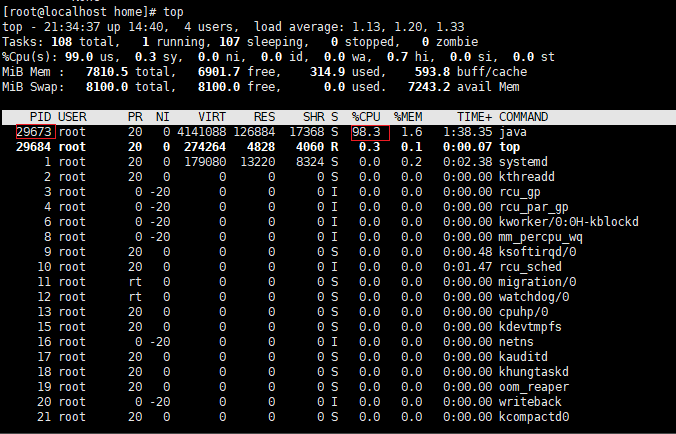 [root@localhost home]# top
top - 21:34:37 up 14:40,  4 users,  load average: 1.13, 1.20, 1.33
Tasks: 108 total,   1 running, 107 sleeping,   0 stopped,   0 zombie
%Cpu(s): 99.0 us,  0.3 sy,  0.0 ni,  0.0 id,  0.0 wa,  0.7 hi,  0.0 si,  0.0 st
MiB Mem :   7810.5 total,   6901.7 free,    314.9 used,    593.8 buff/cache
MiB Swap:   8100.0 total,   8100.0 free,      0.0 used.   7243.2 avail Mem
PID USER      PR  NI    VIRT    RES    SHR S  %CPU  %MEM     TIME+ COMMAND
29673 root      20   0 4141088 126884  17368 S  98.3   1.6   1:38.35 java
29684 root      20   0  274264   4828   4060 R   0.3   0.1   0:00.07 top
1 root      20   0  179080  13220   8324 S   0.0   0.2   0:02.38 systemd
2 root      20   0       0      0      0 S   0.0   0.0   0:00.00 kthreadd
3 root       0 -20       0      0      0 I   0.0   0.0   0:00.00 rcu_gp
4 root       0 -20       0      0      0 I   0.0   0.0   0:00.00 rcu_par_gp
6 root       0 -20       0      0      0 I   0.0   0.0   0:00.00 kworker/0:0H-kblockd
8 root       0 -20       0      0      0 I   0.0   0.0   0:00.00 mm_percpu_wq
9 root      20   0       0      0      0 S   0.0   0.0   0:00.48 ksoftirqd/0
10 root      20   0       0      0      0 I   0.0   0.0   0:01.47 rcu_sched
11 root      rt   0       0      0      0 S   0.0   0.0   0:00.00 migration/0
12 root      rt   0       0      0      0 S   0.0   0.0   0:00.00 watchdog/0
13 root      20   0       0      0      0 S   0.0   0.0   0:00.00 cpuhp/0
15 root      20   0       0      0      0 S   0.0   0.0   0:00.00 kdevtmpfs
16 root       0 -20       0      0      0 I   0.0   0.0   0:00.00 netns
17 root      20   0       0      0      0 S   0.0   0.0   0:00.00 kauditd
18 root      20   0       0      0      0 S   0.0   0.0   0:00.00 khungtaskd
19 root      20   0       0      0      0 S   0.0   0.0   0:00.00 oom_reaper
20 root       0 -20       0      0      0 I   0.0   0.0   0:00.00 writeback
21 root      20   0       0      0      0 S   0.0   0.0   0:00.00 kcompactd0